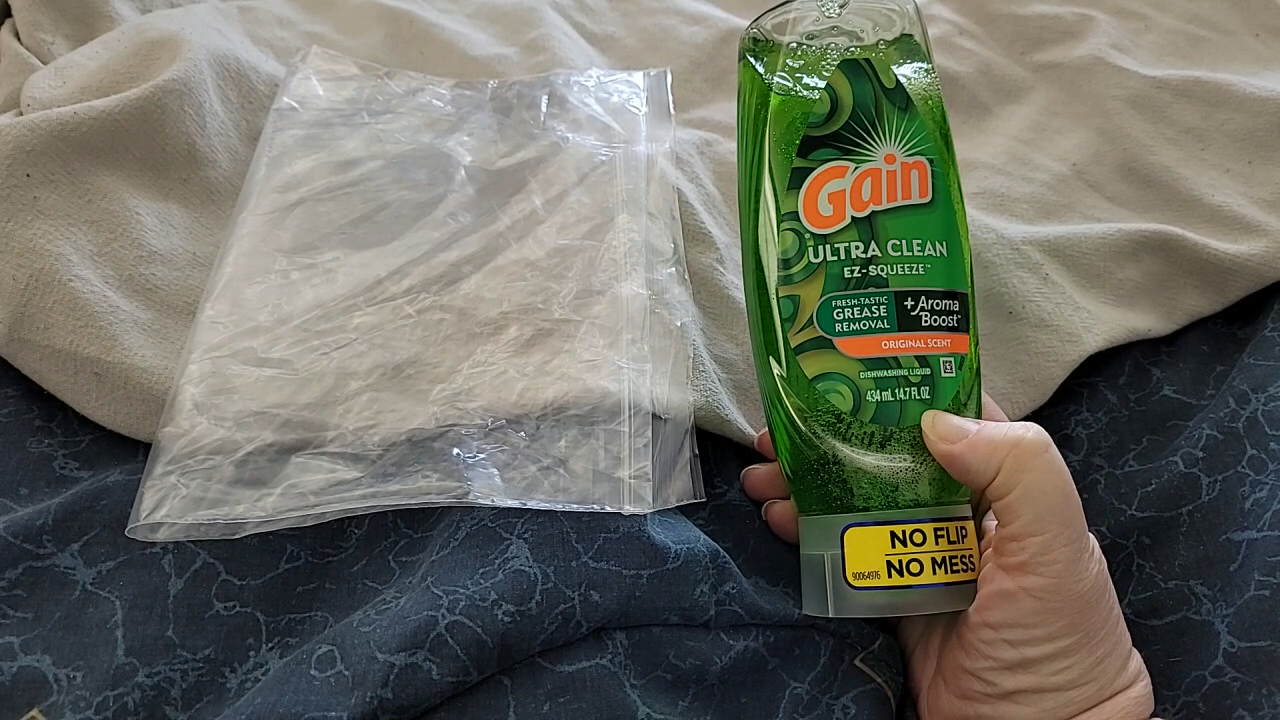 Gain
ULTRA CLEAN
EZ-SQUEEZE™
FRESH-TASTIC
GREASE
REMOVAL
+Aroma
Boost™
ORIGINAL SCENT
DISHWASHING LIQUID
434 mL 14.7 FL OZ
NO FLIP
NO MESS
90064976